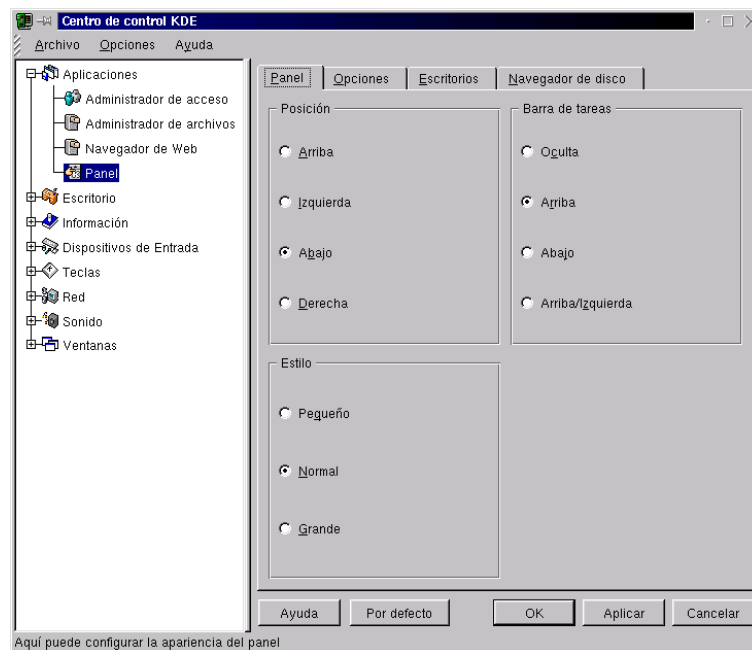 Centro de control KDE
Archivo Opciones Ayuda
Aplicaciones
Administrador de acceso
Administrador de archivos
Navegador de Web
Panel
Escritorio
Información
Dispositivos de Entrada
Teclas
Red
Sonido
Ventanas
Panel Opciones Escritorios Navegador de disco
Posición
Arriba
Izquierda
Abajo
Derecha
Barra de tareas
Oculta
Arriba
Abajo
Arriba/Izquierda
Estilo
Pequeño
Normal
Grande
Ayuda Por defecto OK Aplicar Cancelar
Aquí puede configurar la apariencia del panel